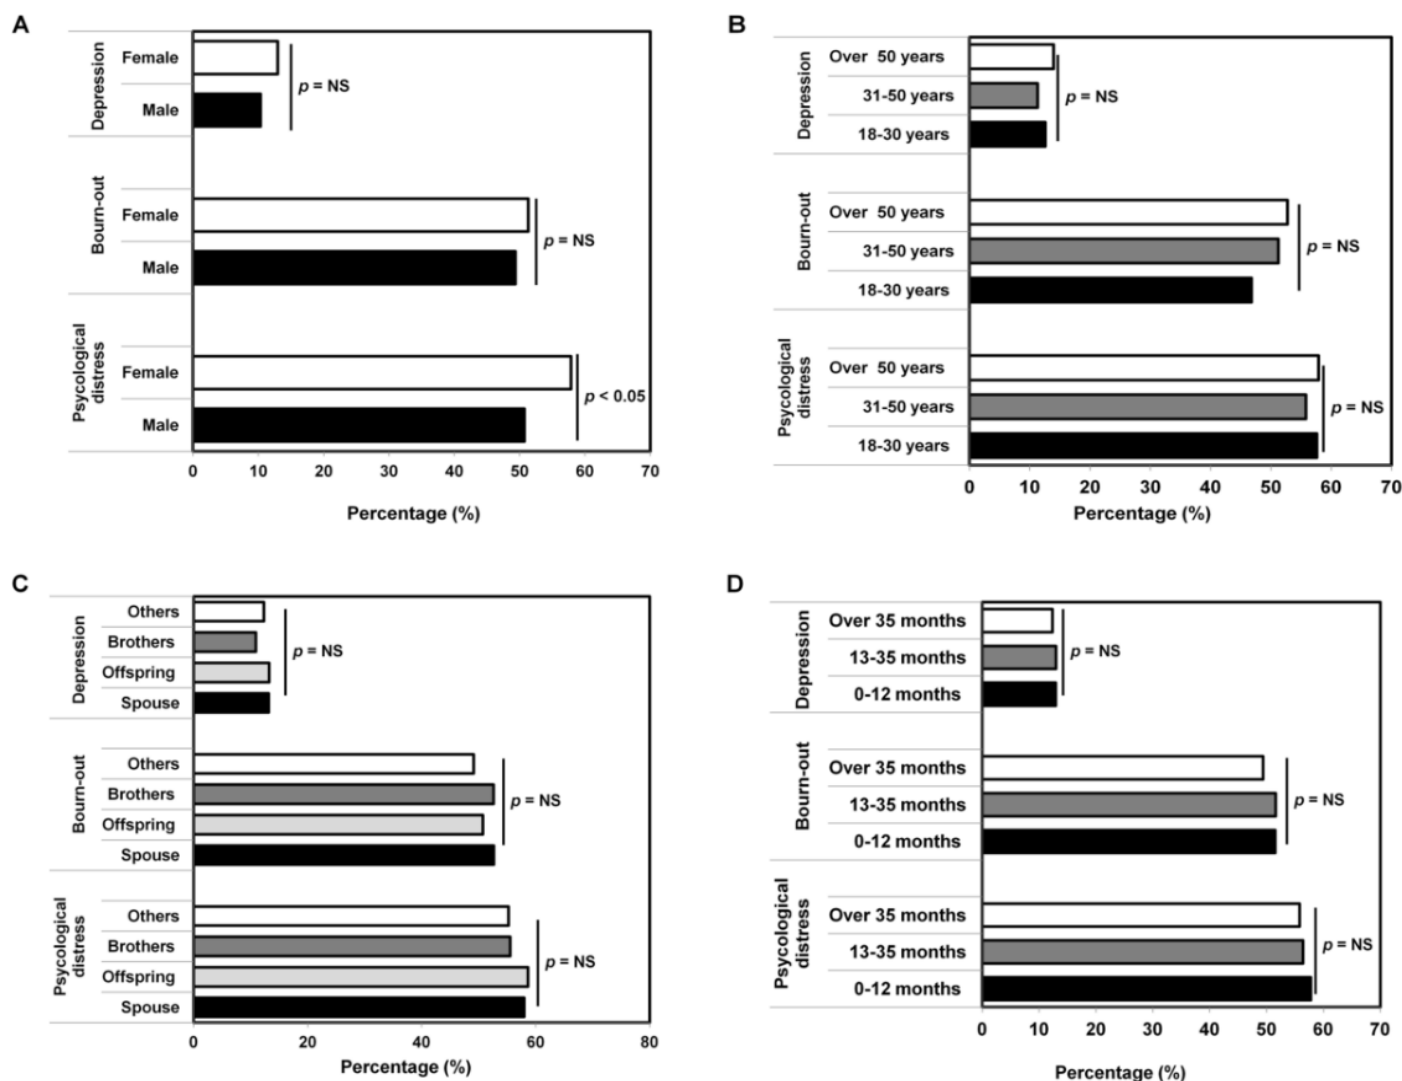 A
Depression
Female
Male
p = NS
Bourn-out
Female
Male
p = NS
Psycological
distress
Female
Male
p < 0.05
0 10 20 30 40 50 60 70
Percentage (%)
B
Depression
Over 50 years
31-50 years
18-30 years
p = NS
Bourn-out
Over 50 years
31-50 years
18-30 years
p = NS
Psycological
distress
Over 50 years
31-50 years
18-30 years
p = NS
0 10 20 30 40 50 60 70
Percentage (%)
C
Depression
Others
Brothers
Offspring
Spouse
p = NS
Bourn-out
Others
Brothers
Offspring
Spouse
p = NS
Psycological
distress
Others
Brothers
Offspring
Spouse
p = NS
0 20 40 60 80
Percentage (%)
D
Depression
Over 35 months
13-35 months
0-12 months
p = NS
Bourn-out
Over 35 months
13-35 months
0-12 months
p = NS
Psycological
distress
Over 35 months
13-35 months
0-12 months
p = NS
0 10 20 30 40 50 60 70
Percentage (%)